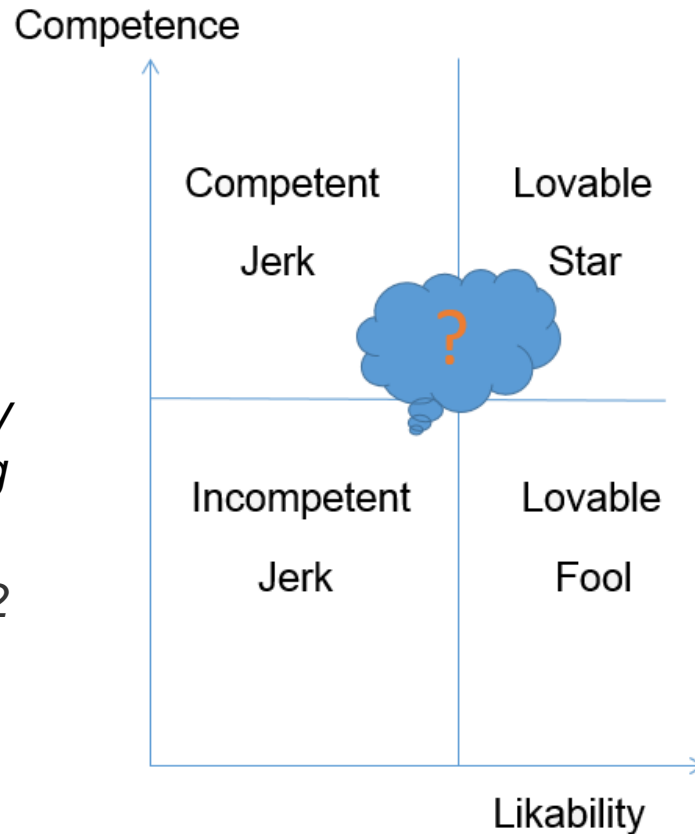 Competence
Competent
Jerk
Lovable
Star
?
Incompetent
Jerk
Lovable
Fool
Likability